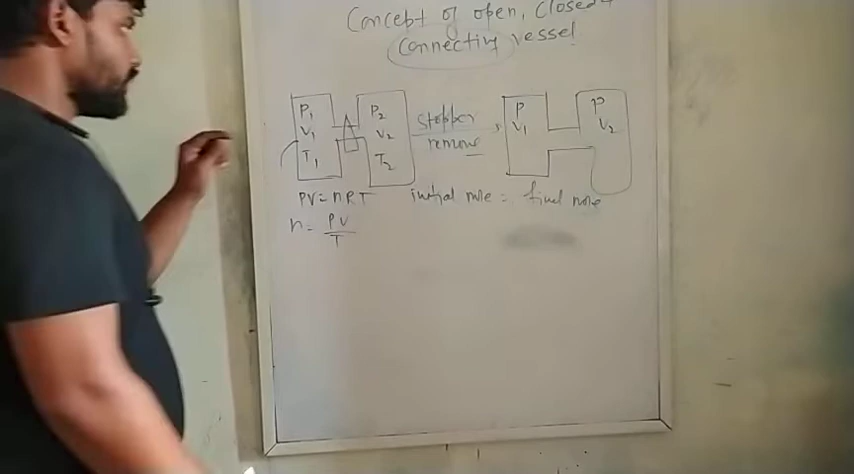 Concept of open, closed
Connecting vessel
P1 P2 Stopper P P
V1 V2 remove V1 V2
T1 T2
PV = nRT initial mole = final mole
n = PV
T